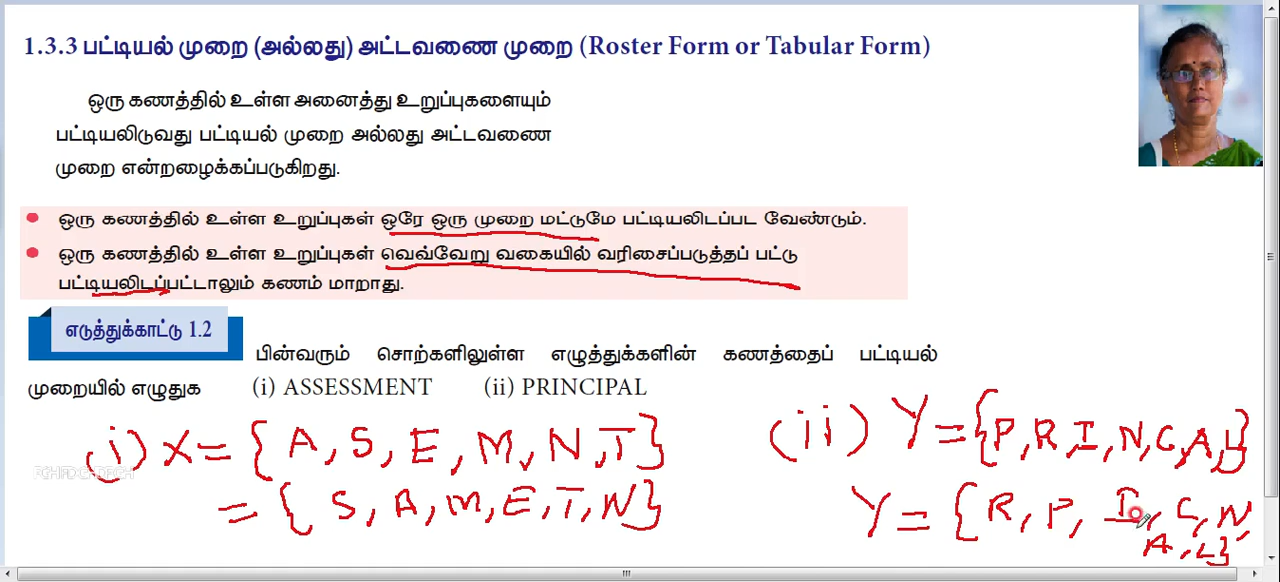 1.3.3 பட்டியல் முறை (அல்லது) அட்டவணை முறை (Roster Form or Tabular Form)
ஒரு கணத்தில் உள்ள அனைத்து உறுப்புகளையும்
பட்டியலிடுவது பட்டியல் முறை அல்லது அட்டவணை
முறை என்றழைக்கப்படுகிறது.
ஒரு கணத்தில் உள்ள உறுப்புகள் ஒரே ஒரு முறை மட்டுமே பட்டியலிடப்பட வேண்டும்.
ஒரு கணத்தில் உள்ள உறுப்புகள் வெவ்வேறு வகையில் வரிசைப்படுத்தப் பட்டு
பட்டியலிடப்பட்டாலும் கணம் மாறாது.
எடுத்துக்காட்டு 1.2
பின்வரும் சொற்களிலுள்ள எழுத்துக்களின் கணத்தைப் பட்டியல்
முறையில் எழுதுக (i) ASSESSMENT (ii) PRINCIPAL
(i) X = {A, S, E, M, N, T}
= {S, A, M, E, T, N}
(ii) Y = {P, R, I, N, C, A, L}
Y = {R, P, I, C, N,
A, L}